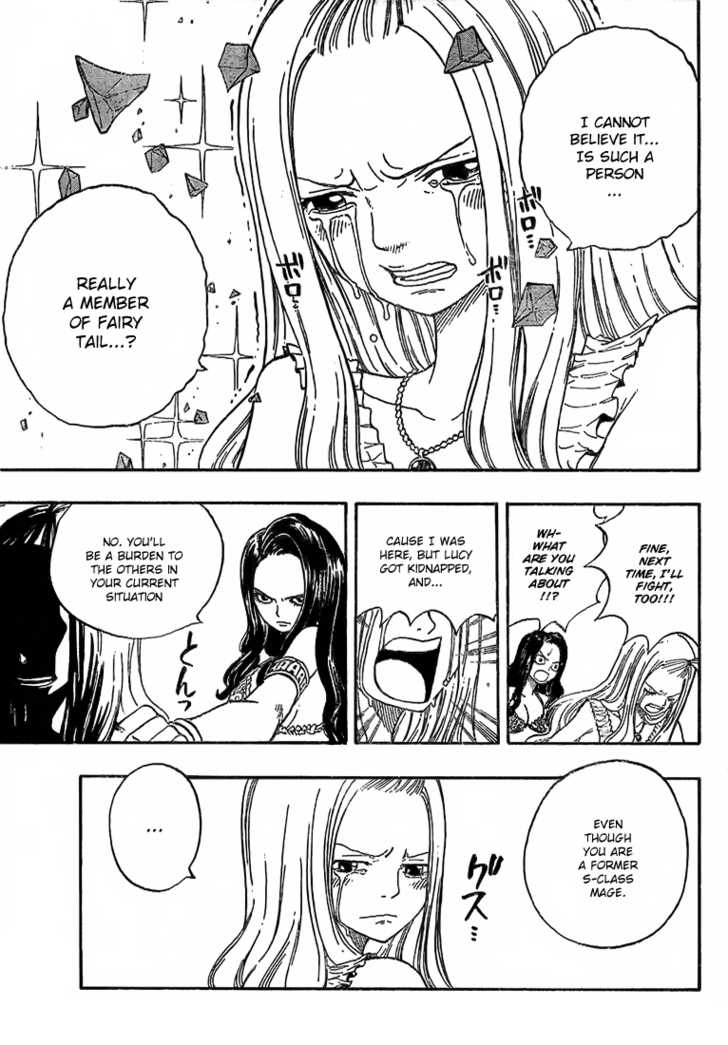 I CANNOT
BELIEVE IT...
IS SUCH A
PERSON
...
ボロ...
ボロ...
ボロ
REALLY
A MEMBER
OF FAIRY
TAIL...?
FINE,
NEXT
TIME, I'LL
FIGHT,
TOO!!!
WH-
WHAT
ARE YOU
TALKING
ABOUT
!!?
CAUSE I WAS
HERE, BUT LUCY
GOT KIDNAPPED,
AND...
NO. YOU'LL
BE A BURDEN TO
THE OTHERS IN
YOUR CURRENT
SITUATION
とんっ
EVEN
THOUGH
YOU ARE
A FORMER
S-CLASS
MAGE.
グス...
...